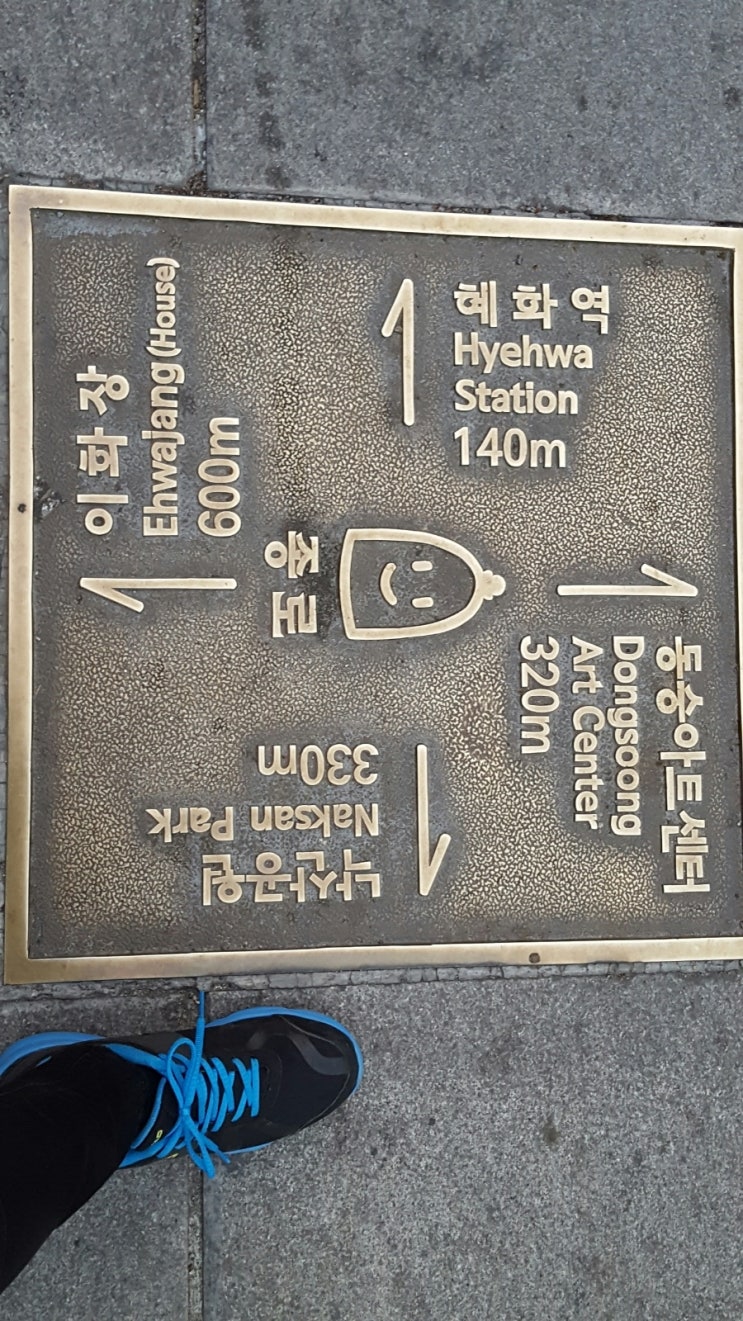 혜화역
Hyehwa
Station
140m
이화장
Ehwajang (House)
600m
종로
동숭아트센터
Dongsoong
Art Center
320m
낙산공원
Naksan Park
330m